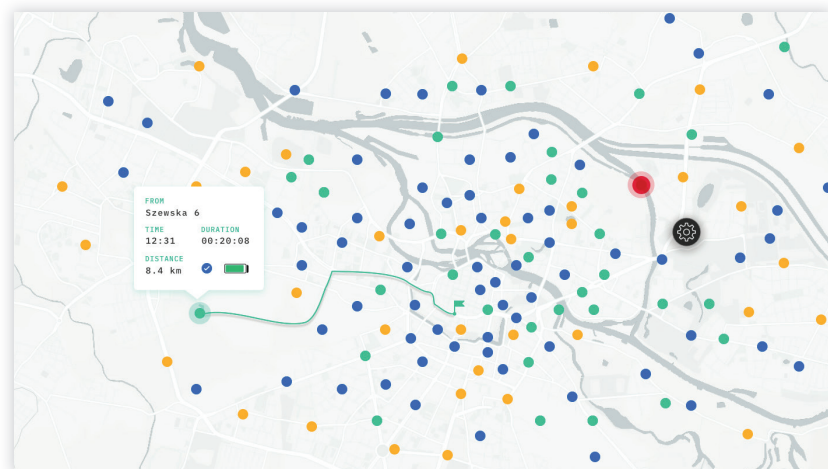 FROM
Szewska 6
TIME DURATION
12:31 00:20:08
DISTANCE
8.4 km